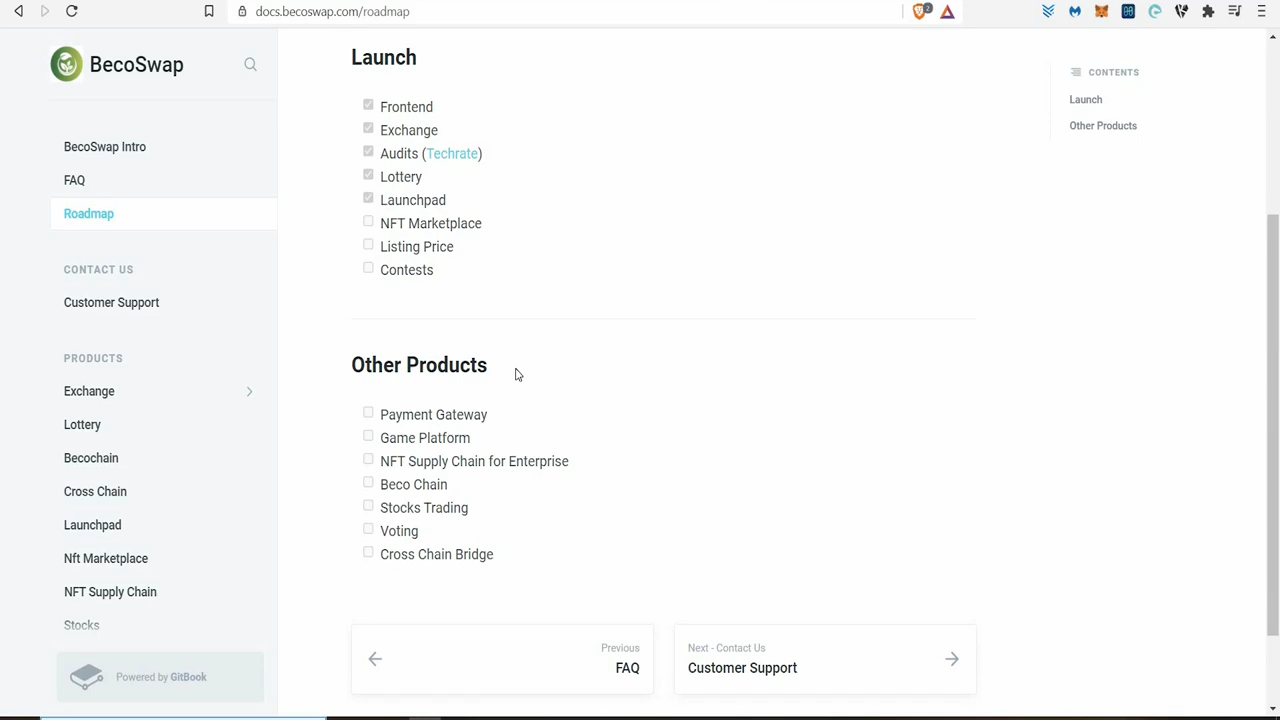 docs.becoswap.com/roadmap
2
BecoSwap
BecoSwap Intro
FAQ
Roadmap
CONTACT US
Customer Support
PRODUCTS
Exchange
Lottery
Becochain
Cross Chain
Launchpad
Nft Marketplace
NFT Supply Chain
Stocks
Powered by GitBook
Launch
Frontend
Exchange
Audits (Techrate)
Lottery
Launchpad
NFT Marketplace
Listing Price
Contests
Other Products
Payment Gateway
Game Platform
NFT Supply Chain for Enterprise
Beco Chain
Stocks Trading
Voting
Cross Chain Bridge
Previous
FAQ
Next - Contact Us
Customer Support
CONTENTS
Launch
Other Products